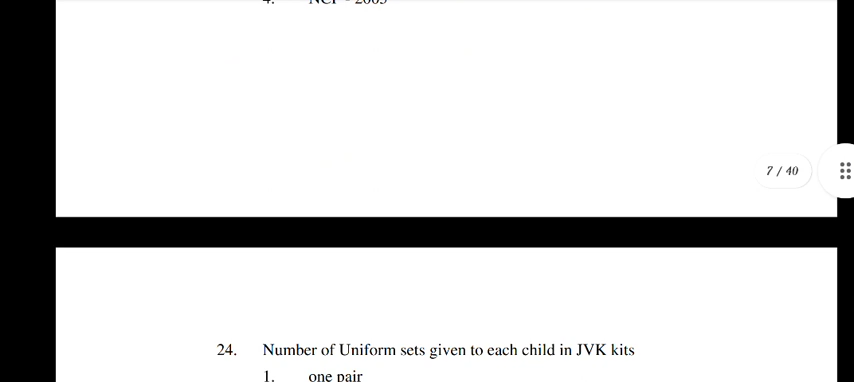 7 / 40
24. Number of Uniform sets given to each child in JVK kits
1. one pair